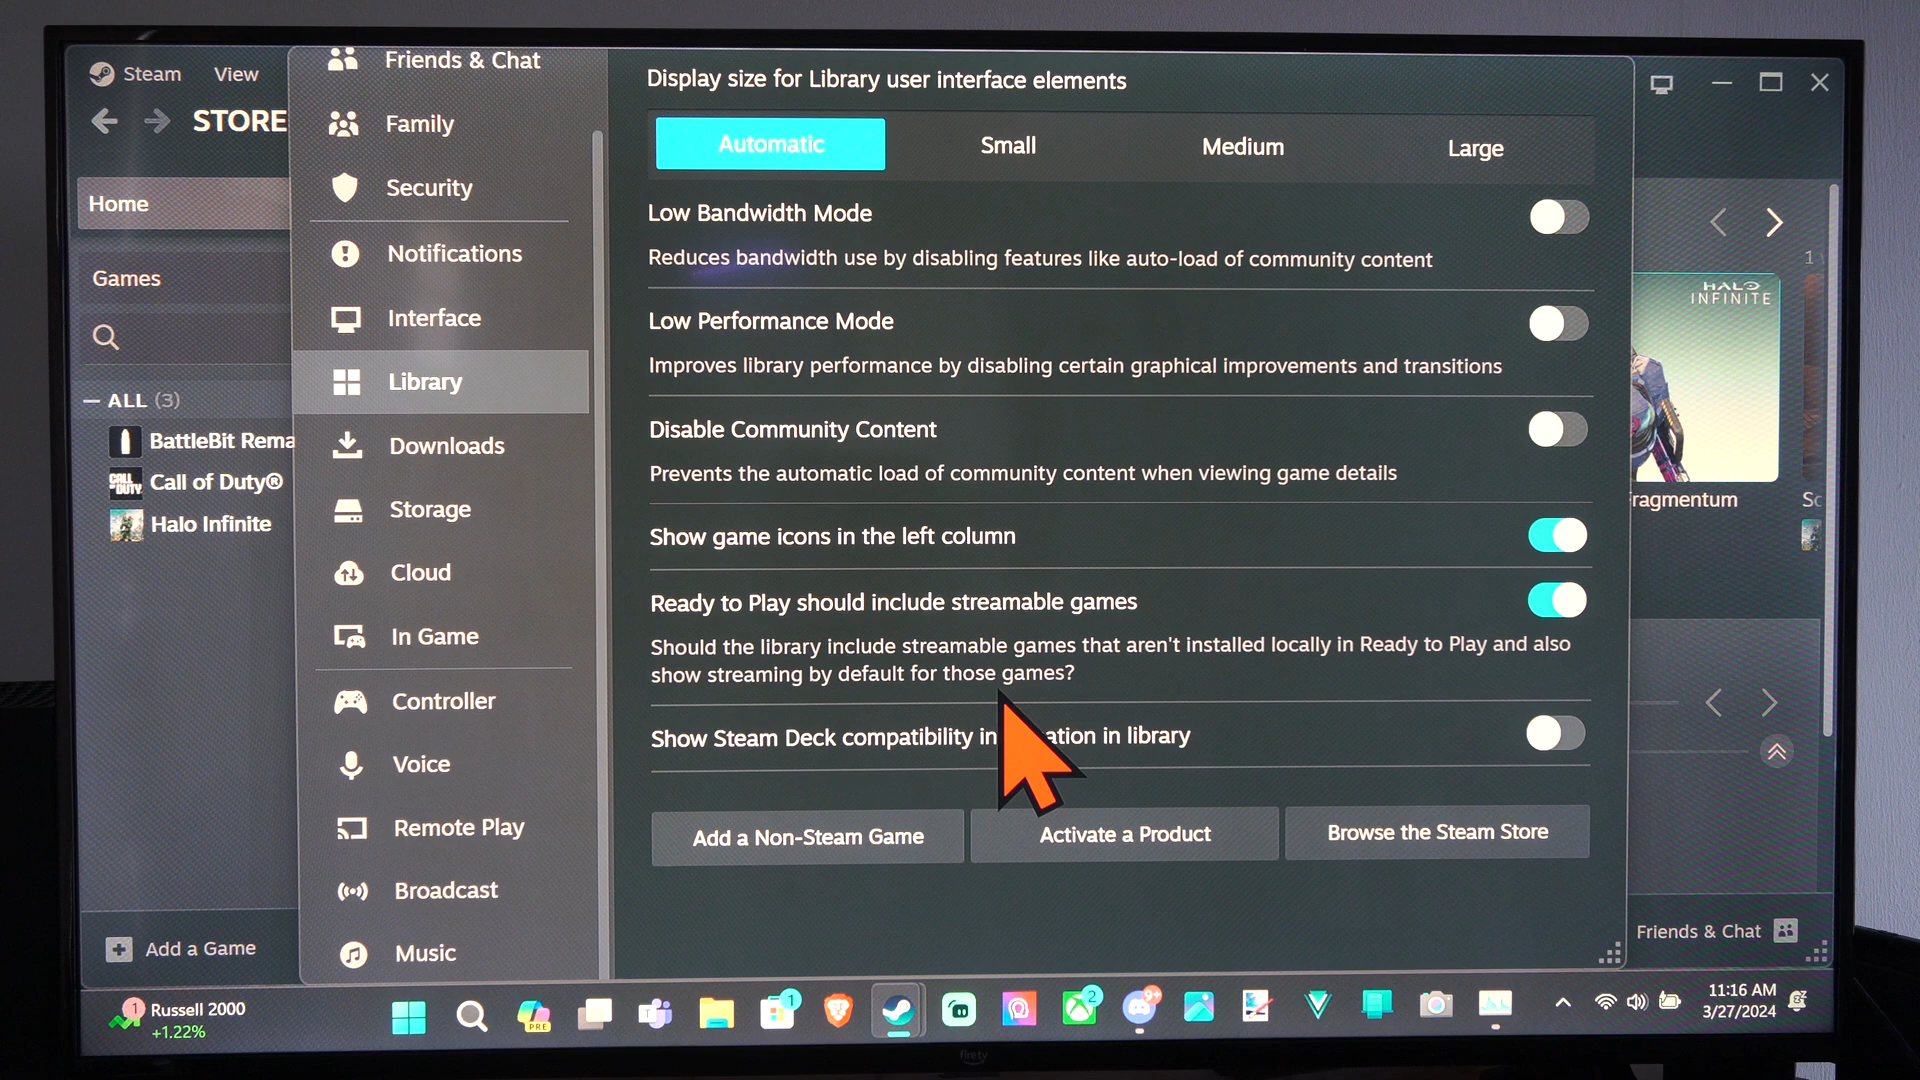 Steam
View
STORE
Home
Games
ALL (3)
BattleBit Rema
Call of Duty®
Halo Infinite
Add a Game
Friends & Chat
Family
Security
Notifications
Interface
Library
Downloads
Storage
Cloud
In Game
Controller
Voice
Remote Play
Broadcast
Music
Display size for Library user interface elements
Automatic
Small
Medium
Large
Low Bandwidth Mode
Reduces bandwidth use by disabling features like auto-load of community content
Low Performance Mode
Improves library performance by disabling certain graphical improvements and transitions
Disable Community Content
Prevents the automatic load of community content when viewing game details
Show game icons in the left column
Ready to Play should include streamable games
Should the library include streamable games that aren't installed locally in Ready to Play and also
show streaming by default for those games?
Show Steam Deck compatibility in ation in library
Add a Non-Steam Game
Activate a Product
Browse the Steam Store
1
HALO
INFINITE
ragmentum
Sc
Friends & Chat
1
Russell 2000
+1.22%
PRE
1
2
9+
11:16 AM
3/27/2024
firetv